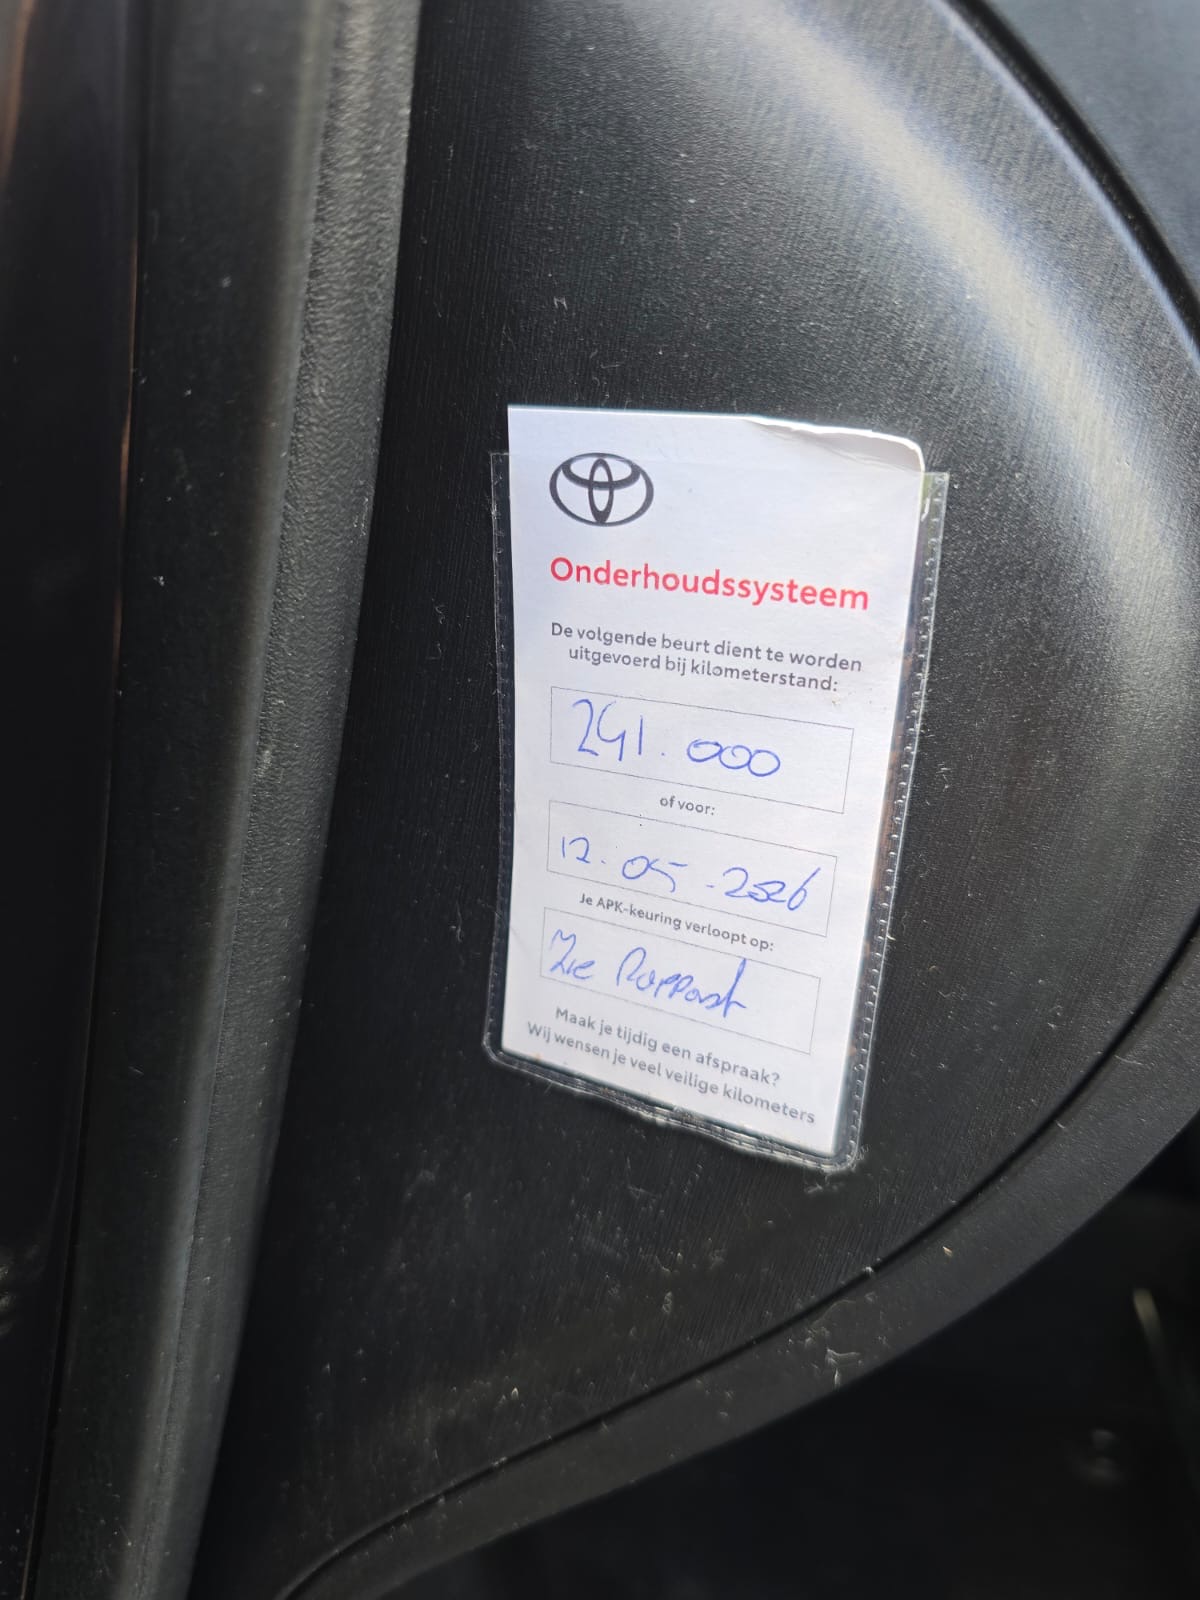 Onderhoudssysteem
De volgende beurt dient te worden
uitgevoerd bij kilometerstand:
241.000
of voor:
12-05-2026
Je APK-keuring verloopt op:
Zie Rapport
Maak je tijdig een afspraak?
Wij wensen je veel veilige kilometers